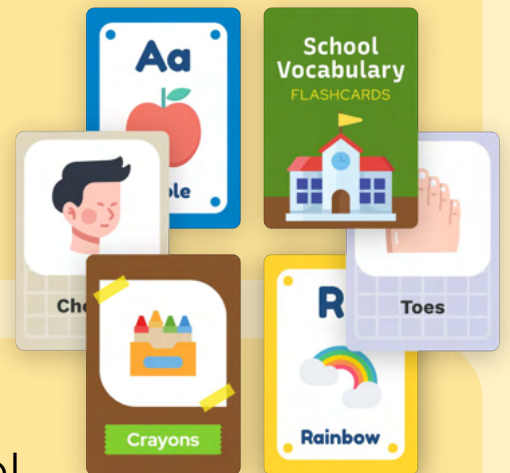 Aa
School
Vocabulary
FLASHCARDS
Toes
R
Crayons
Rainbow